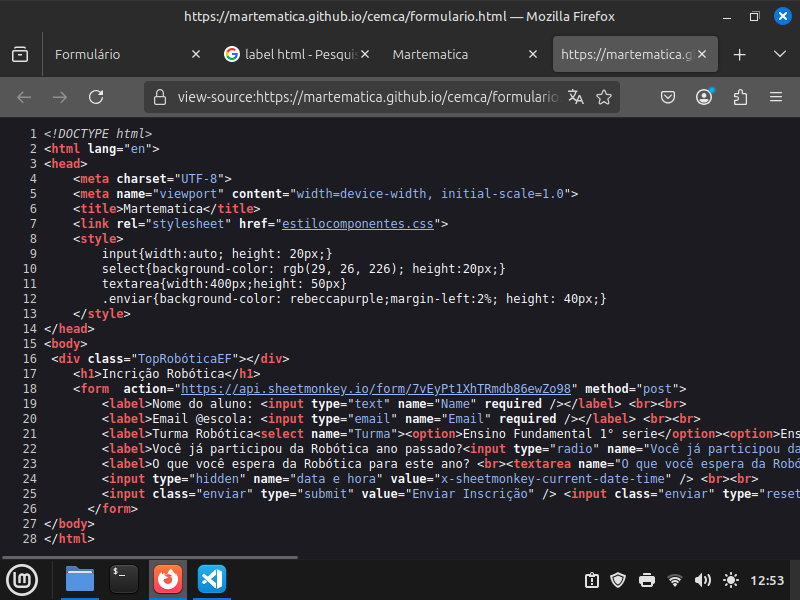 https://martematica.github.io/cemca/formulario.html — Mozilla Firefox
Formulário
label html - Pesquis
Martematica
https://martematica.g
view-source:https://martematica.github.io/cemca/formulario
1 <!DOCTYPE html>
2 <html lang="en">
3 <head>
4     <meta charset="UTF-8">
5     <meta name="viewport" content="width=device-width, initial-scale=1.0">
6     <title>Martematica</title>
7     <link rel="stylesheet" href="estilocomponentes.css">
8     <style>
9         input{width:auto; height: 20px;}
10         select{background-color: rgb(29, 26, 226); height:20px;}
11         textarea{width:400px;height: 50px}
12         .enviar{background-color: rebeccapurple;margin-left:2%; height: 40px;}
13     </style>
14 </head>
15 <body>
16  <div class="TopRobóticaEF"></div>
17     <h1>Incrição Robótica</h1>
18     <form  action="https://api.sheetmonkey.io/form/7vEyPt1XhTRmdb86ewZo98" method="post">
19         <label>Nome do aluno: <input type="text" name="Name" required /></label> <br><br>
20         <label>Email @escola: <input type="email" name="Email" required /></label> <br><br>
21         <label>Turma Robótica<select name="Turma"><option>Ensino Fundamental 1° serie</option><option>Ens
22         <label>Você já participou da Robótica ano passado?<input type="radio" name="Você já participou da
23         <label>O que você espera da Robótica para este ano? <br><textarea name="O que você espera da Robó
24         <input type="hidden" name="data e hora" value="x-sheetmonkey-current-date-time" /> <br><br>
25         <input class="enviar" type="submit" value="Enviar Inscrição" /> <input class="enviar" type="reset
26       </form>
27 </body>
28 </html>
12:53